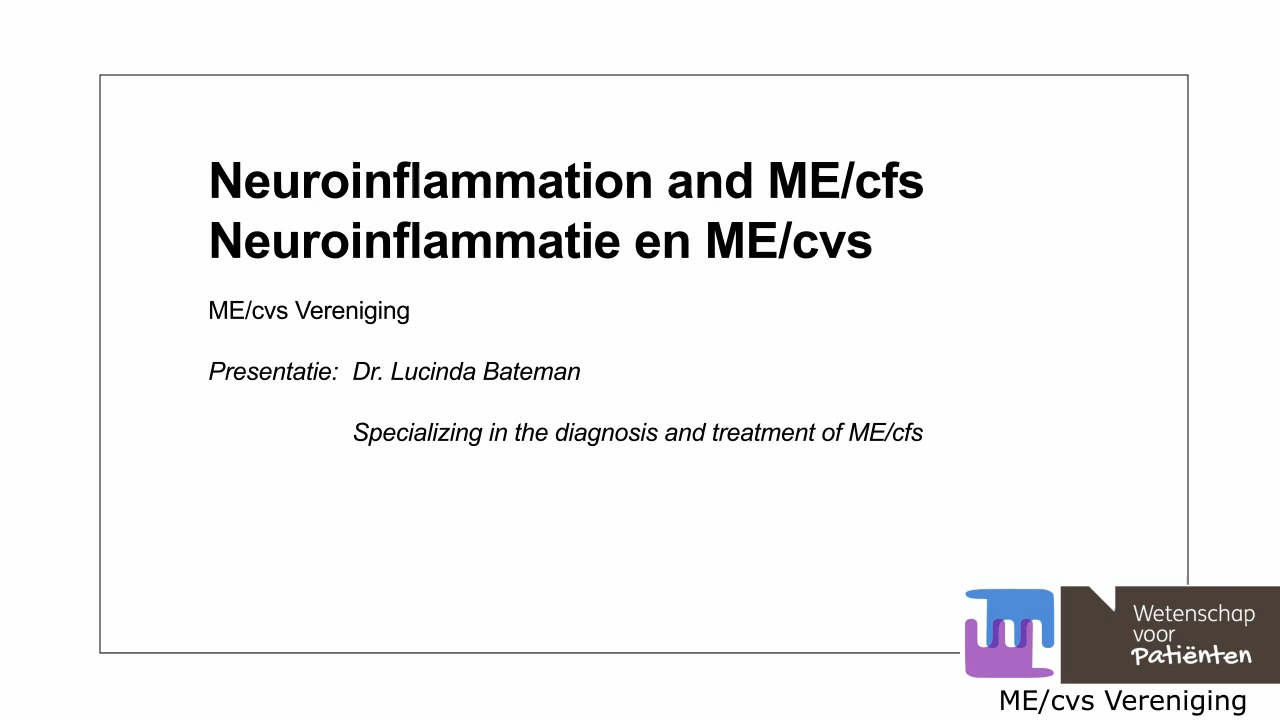 Neuroinflammation and ME/cfs
Neuroinflammatie en ME/cvs
ME/cvs Vereniging
Presentatie: Dr. Lucinda Bateman
Specializing in the diagnosis and treatment of ME/cfs
Wetenschap
voor
Patiënten
ME/cvs Vereniging